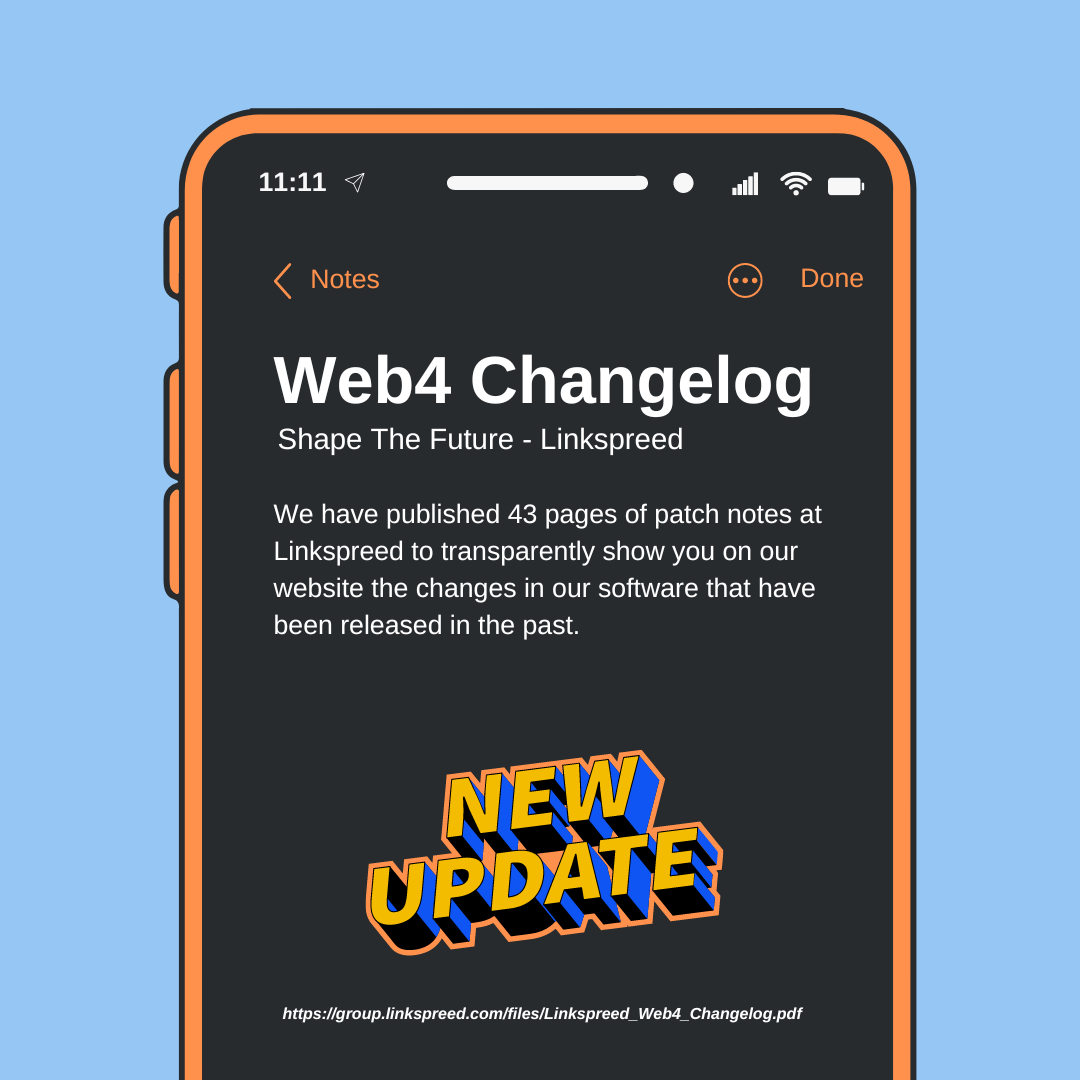 11:11
Notes
Done
Web4 Changelog
Shape The Future - Linkspreed
We have published 43 pages of patch notes at
Linkspreed to transparently show you on our
website the changes in our software that have
been released in the past.
NEW
UPDATE
https://group.linkspreed.com/files/Linkspreed_Web4_Changelog.pdf